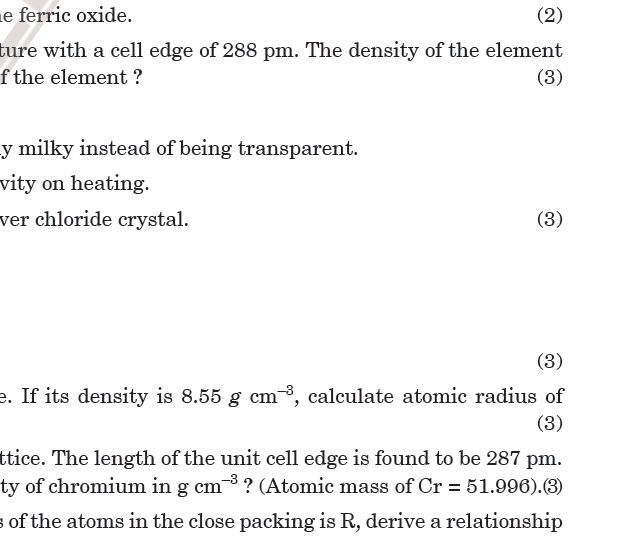 e ferric oxide. (2)
ture with a cell edge of 288 pm. The density of the element
f the element ? (3)
y milky instead of being transparent.
vity on heating.
ver chloride crystal. (3)
(3)
e. If its density is 8.55 g cm⁻³, calculate atomic radius of
(3)
ttice. The length of the unit cell edge is found to be 287 pm.
ty of chromium in g cm⁻³ ? (Atomic mass of Cr = 51.996).(3)
s of the atoms in the close packing is R, derive a relationship